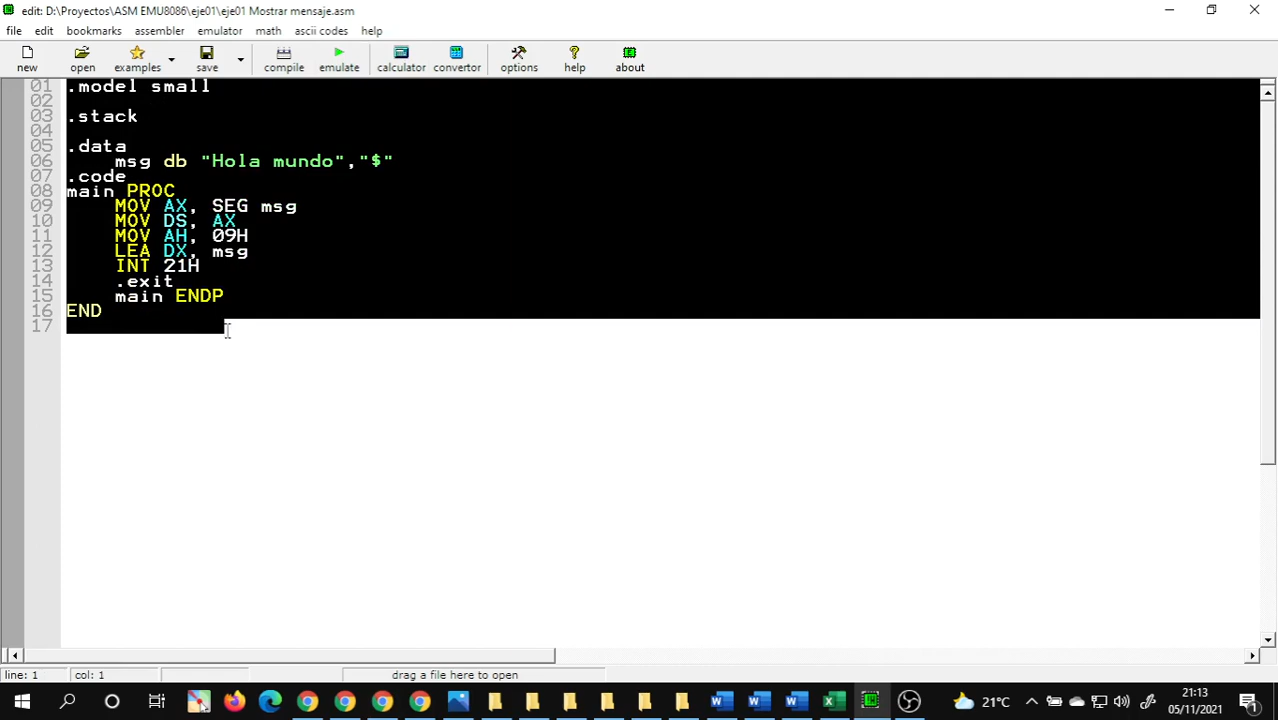 edit: D:\Proyectos\ASM EMU8086\eje01\eje01 Mostrar mensaje.asm
file edit bookmarks assembler emulator math ascii codes help
new open examples save compile emulate calculator convertor options help about
01 .model small
02
03 .stack
04
05 .data
06 msg db "Hola mundo","$"
07 .code
08 main PROC
09 MOV AX, SEG msg
10 MOV DS, AX
11 MOV AH, 09H
12 LEA DX, msg
13 INT 21H
14 .exit
15 main ENDP
16 END
17
line: 1 col: 1 drag a file here to open
21°C 21:13
05/11/2021 1